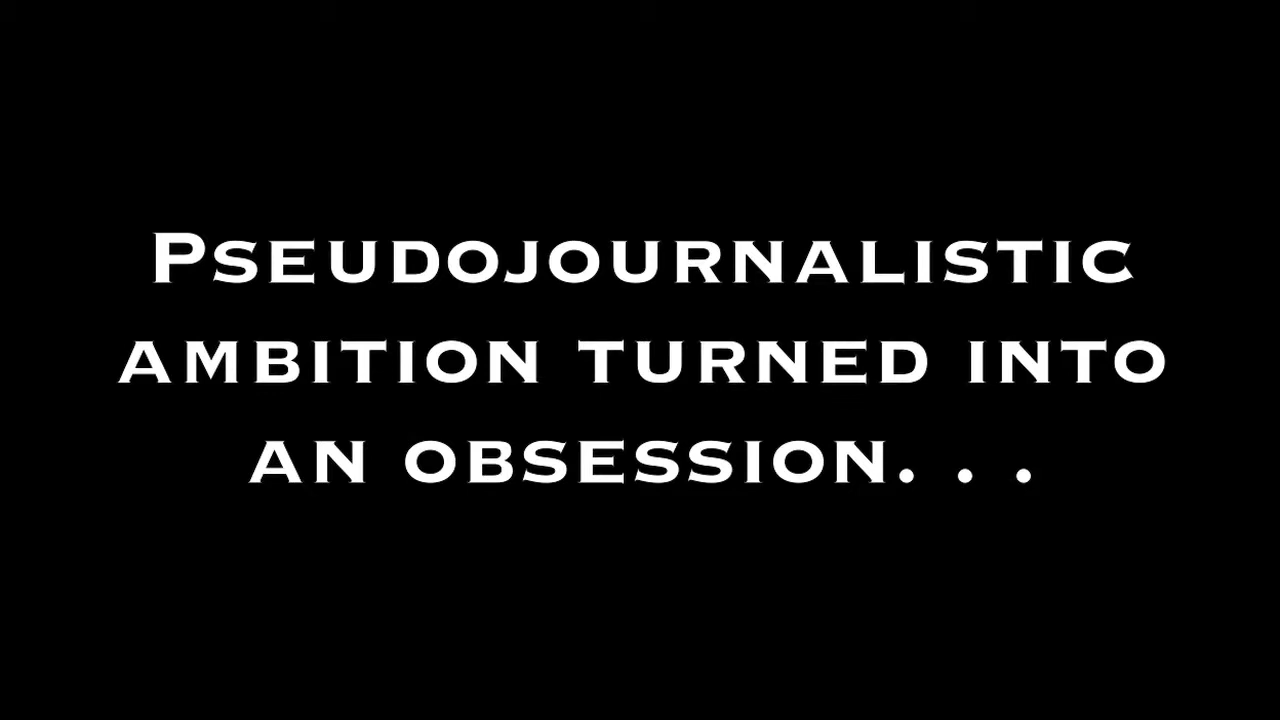 Pseudojournalistic
ambition turned into
an obsession. . .